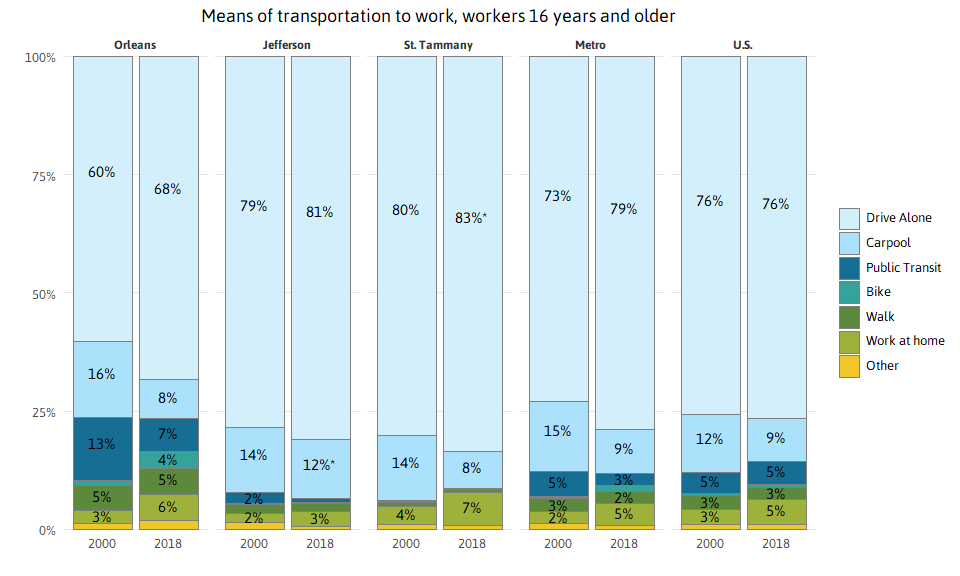 Means of transportation to work, workers 16 years and older
Orleans Jefferson St. Tammany Metro U.S.
100%
75%
50%
25%
0%
60% 68% 79% 81% 80% 83%* 73% 79% 76% 76%
16% 8% 14% 12%* 14% 8% 15% 9% 12% 9%
13% 7% 2% 5% 3% 5% 5%
4%
5% 5% 3% 2% 3% 3%
3% 6% 2% 3% 4% 7% 2% 5% 3% 5%
2000 2018 2000 2018 2000 2018 2000 2018 2000 2018
Drive Alone
Carpool
Public Transit
Bike
Walk
Work at home
Other